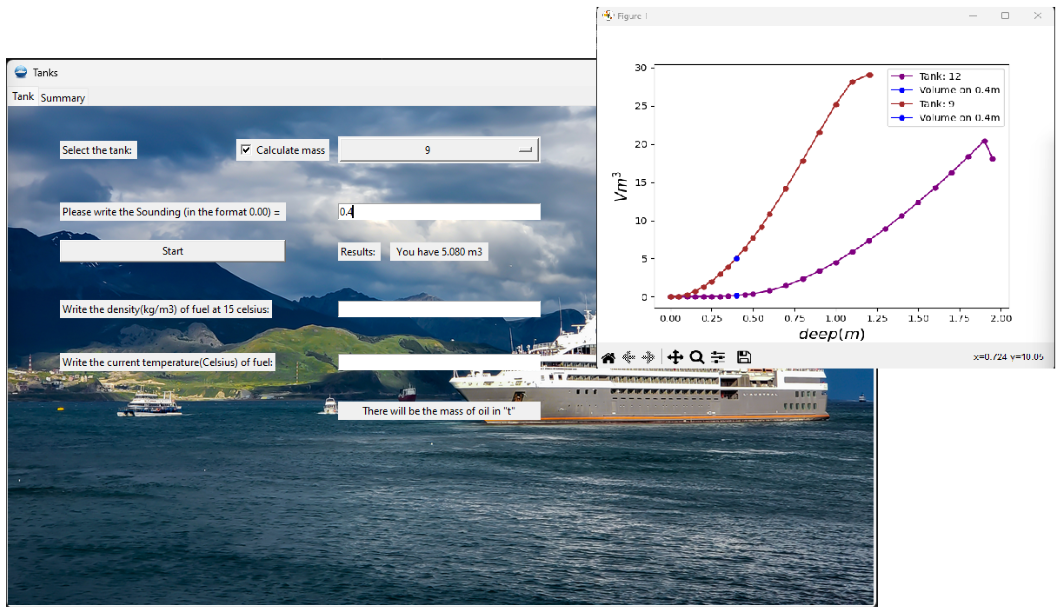 Figure 1
Tanks
Tank Summary
Select the tank:
Calculate mass
9
Please write the Sounding (in the format 0.00) =
0.4
Start
Results:
You have 5.080 m3
Write the density(kg/m3) of fuel at 15 celsius:
Write the current temperature(Celsius) of fuel:
There will be the mass of oil in "t"
Tank: 12
Volume on 0.4m
Tank: 9
Volume on 0.4m
30
25
20
15
10
5
0
Vm³
0.00 0.25 0.50 0.75 1.00 1.25 1.50 1.75 2.00
deep(m)
x=0.724 y=10.05